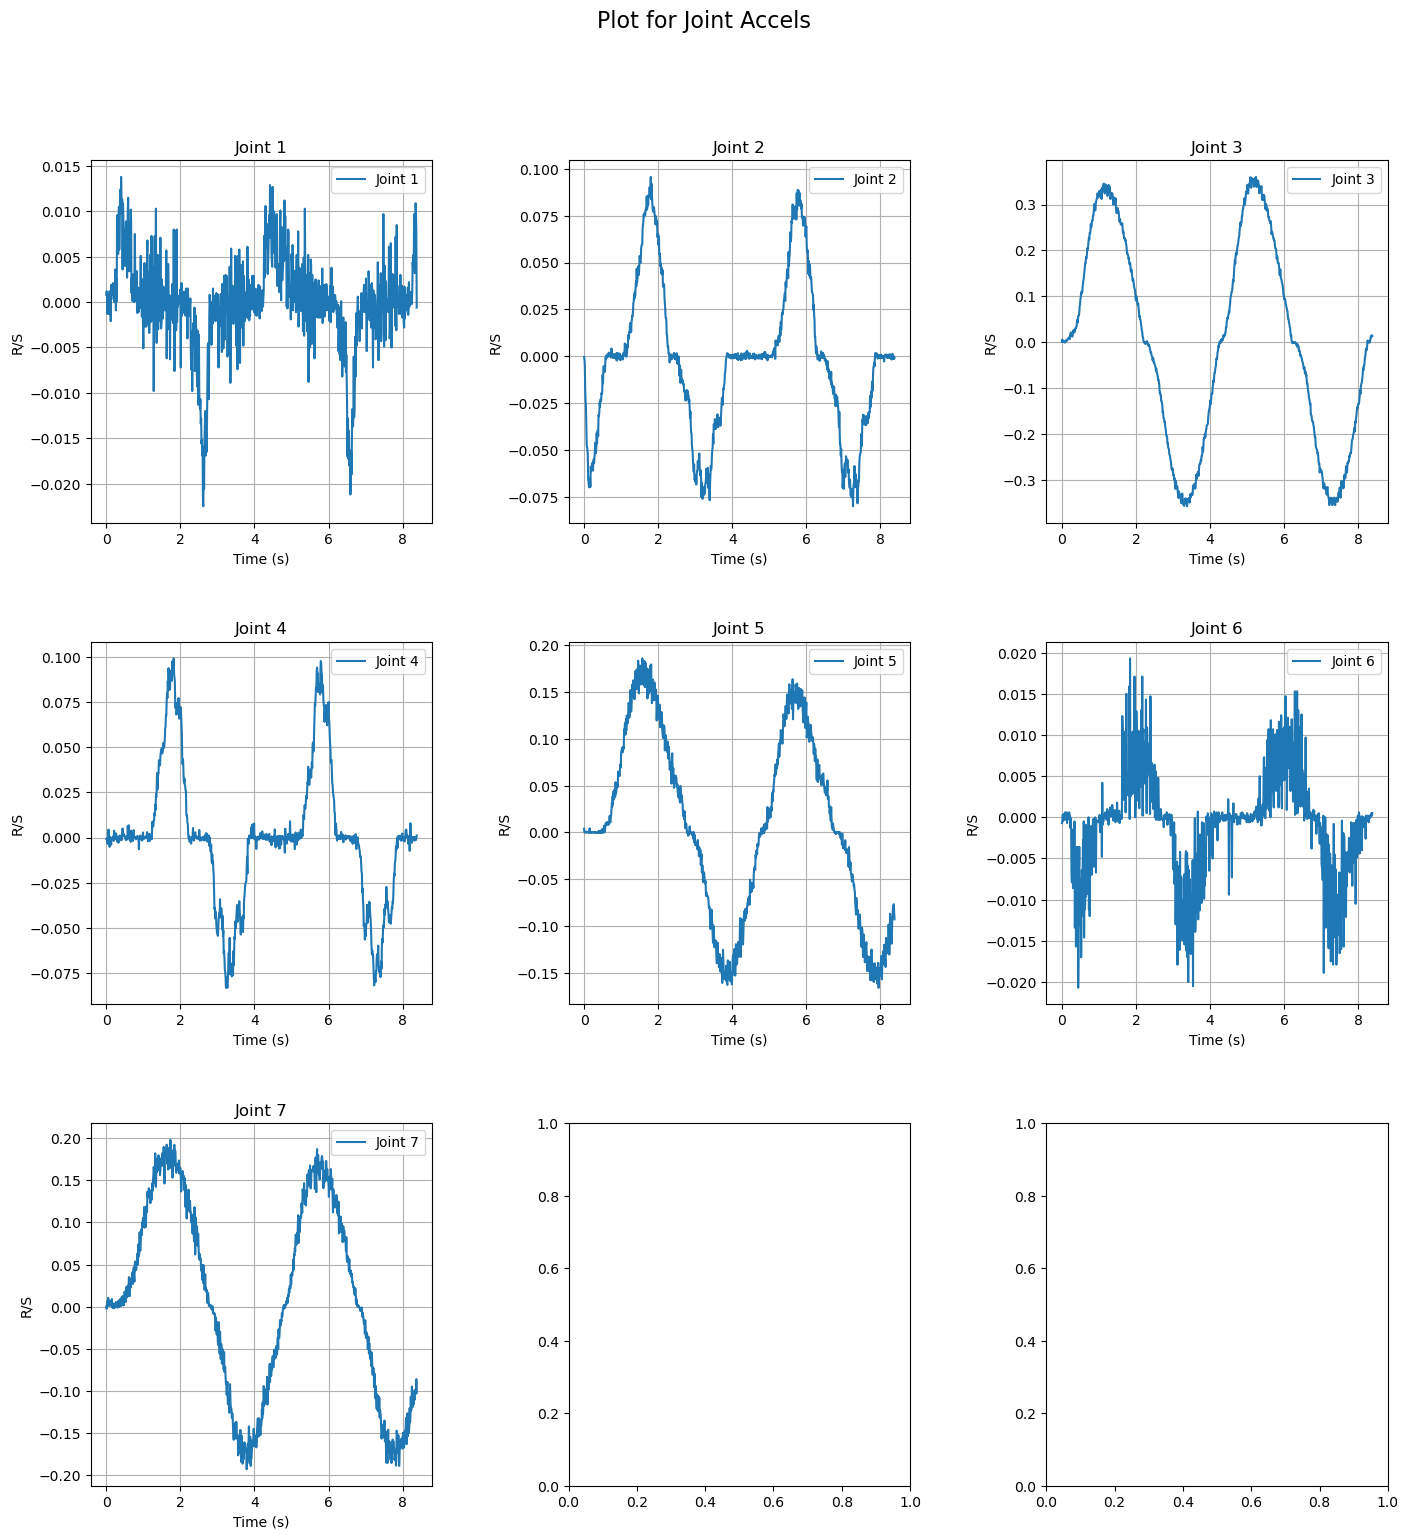 Plot for Joint Accels
Joint 1
Joint 1
0.015
0.010
0.005
0.000
−0.005
−0.010
−0.015
−0.020
R/S
0 2 4 6 8
Time (s)
Joint 2
Joint 2
0.100
0.075
0.050
0.025
0.000
−0.025
−0.050
−0.075
R/S
0 2 4 6 8
Time (s)
Joint 3
Joint 3
0.3
0.2
0.1
0.0
−0.1
−0.2
−0.3
R/S
0 2 4 6 8
Time (s)
Joint 4
Joint 4
0.100
0.075
0.050
0.025
0.000
−0.025
−0.050
−0.075
R/S
0 2 4 6 8
Time (s)
Joint 5
Joint 5
0.20
0.15
0.10
0.05
0.00
−0.05
−0.10
−0.15
R/S
0 2 4 6 8
Time (s)
Joint 6
Joint 6
0.020
0.015
0.010
0.005
0.000
−0.005
−0.010
−0.015
−0.020
R/S
0 2 4 6 8
Time (s)
Joint 7
Joint 7
0.20
0.15
0.10
0.05
0.00
−0.05
−0.10
−0.15
−0.20
R/S
0 2 4 6 8
Time (s)
1.0
0.8
0.6
0.4
0.2
0.0
0.0 0.2 0.4 0.6 0.8 1.0
1.0
0.8
0.6
0.4
0.2
0.0
0.0 0.2 0.4 0.6 0.8 1.0